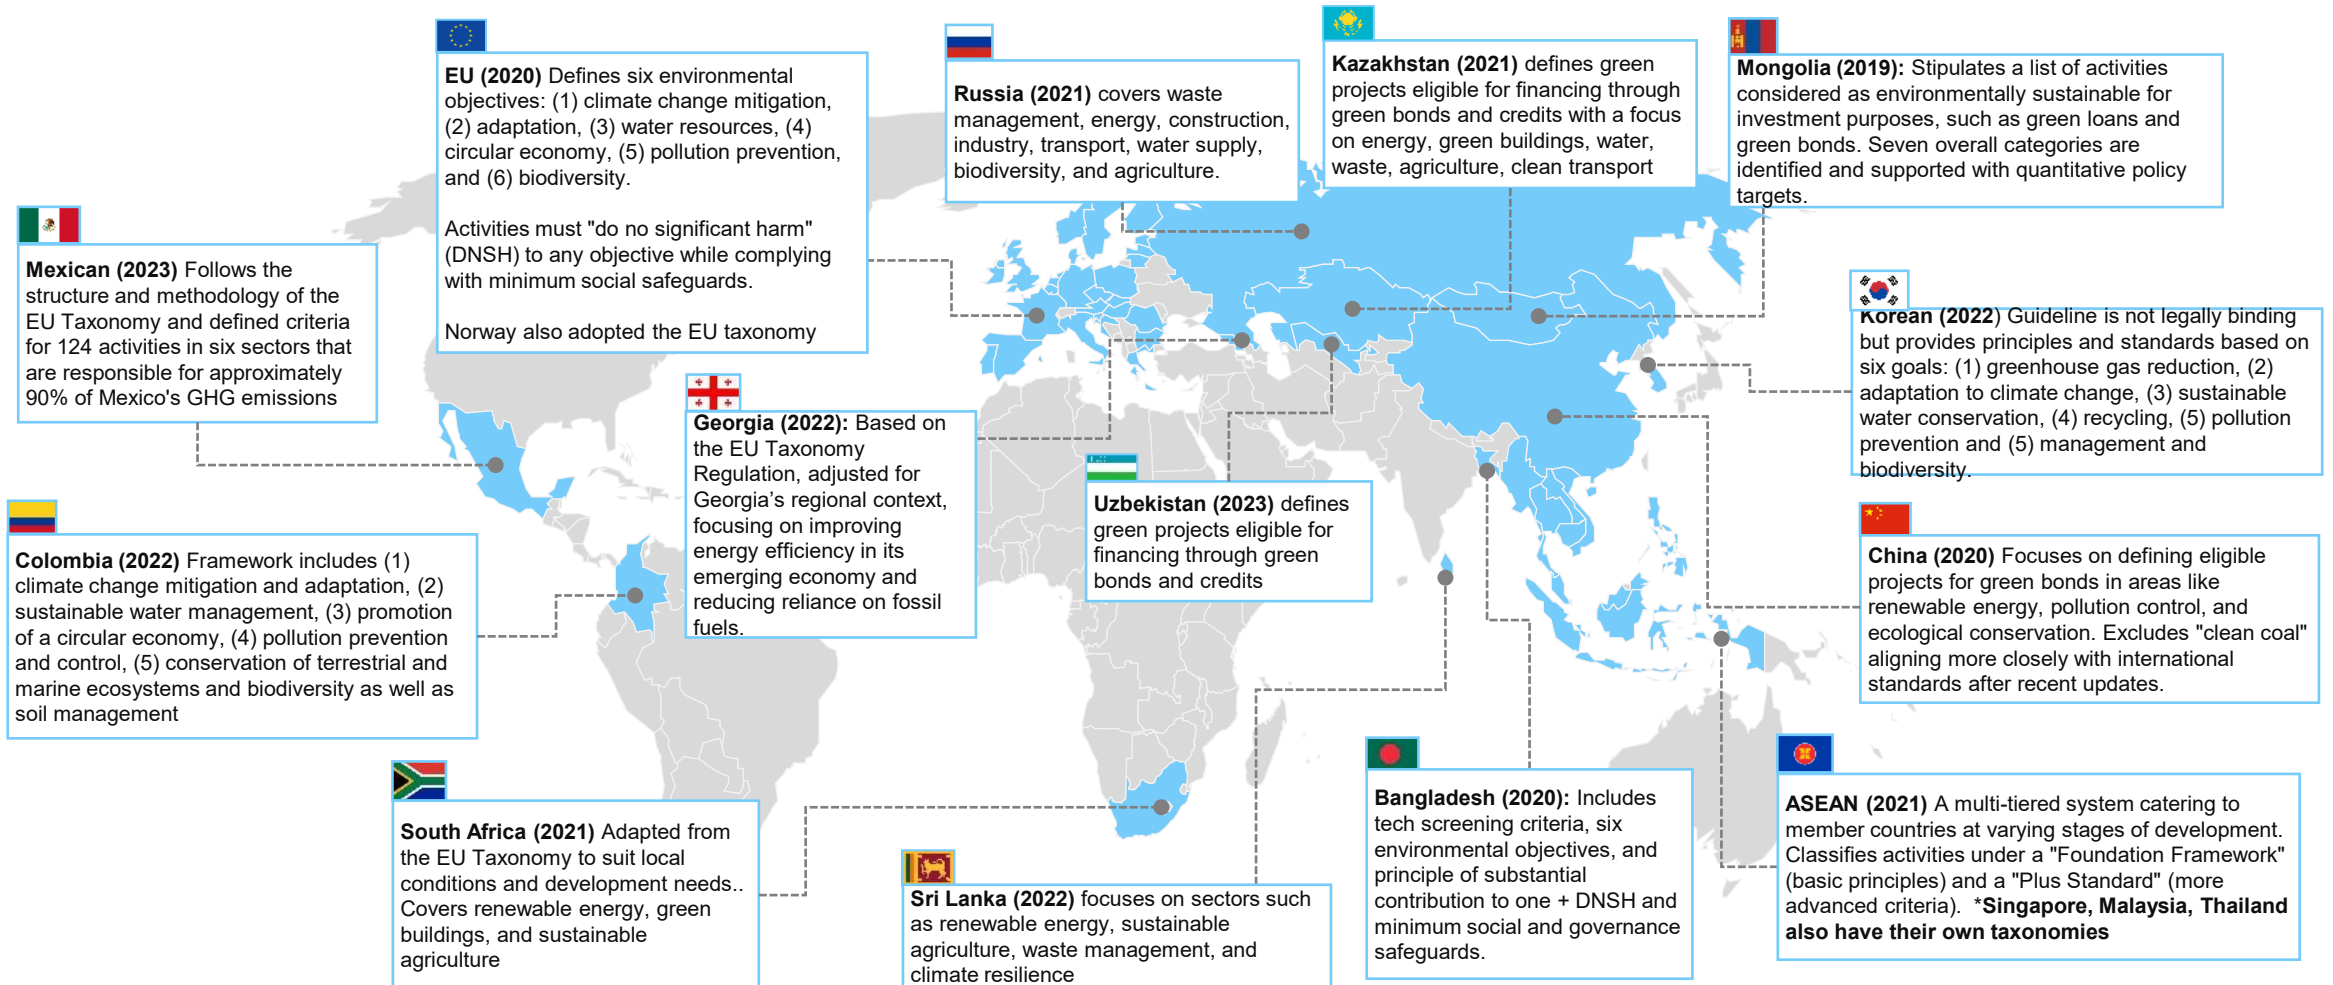 EU (2020) Defines six environmental
objectives: (1) climate change mitigation,
(2) adaptation, (3) water resources, (4)
circular economy, (5) pollution prevention,
and (6) biodiversity.
Activities must "do no significant harm"
(DNSH) to any objective while complying
with minimum social safeguards.
Norway also adopted the EU taxonomy
Russia (2021) covers waste
management, energy, construction,
industry, transport, water supply,
biodiversity, and agriculture.
Kazakhstan (2021) defines green
projects eligible for financing through
green bonds and credits with a focus
on energy, green buildings, water,
waste, agriculture, clean transport
Mongolia (2019): Stipulates a list of activities
considered as environmentally sustainable for
investment purposes, such as green loans and
green bonds. Seven overall categories are
identified and supported with quantitative policy
targets.
Mexican (2023) Follows the
structure and methodology of the
EU Taxonomy and defined criteria
for 124 activities in six sectors that
are responsible for approximately
90% of Mexico's GHG emissions
Korean (2022) Guideline is not legally binding
but provides principles and standards based on
six goals: (1) greenhouse gas reduction, (2)
adaptation to climate change, (3) sustainable
water conservation, (4) recycling, (5) pollution
prevention and (5) management and
biodiversity.
Georgia (2022): Based on
the EU Taxonomy
Regulation, adjusted for
Georgia's regional context,
focusing on improving
energy efficiency in its
emerging economy and
reducing reliance on fossil
fuels.
Uzbekistan (2023) defines
green projects eligible for
financing through green
bonds and credits
Colombia (2022) Framework includes (1)
climate change mitigation and adaptation, (2)
sustainable water management, (3) promotion
of a circular economy, (4) pollution prevention
and control, (5) conservation of terrestrial and
marine ecosystems and biodiversity as well as
soil management
China (2020) Focuses on defining eligible
projects for green bonds in areas like
renewable energy, pollution control, and
ecological conservation. Excludes "clean coal"
aligning more closely with international
standards after recent updates.
South Africa (2021) Adapted from
the EU Taxonomy to suit local
conditions and development needs..
Covers renewable energy, green
buildings, and sustainable
agriculture
Sri Lanka (2022) focuses on sectors such
as renewable energy, sustainable
agriculture, waste management, and
climate resilience
Bangladesh (2020): Includes
tech screening criteria, six
environmental objectives, and
principle of substantial
contribution to one + DNSH and
minimum social and governance
safeguards.
ASEAN (2021) A multi-tiered system catering to
member countries at varying stages of development.
Classifies activities under a "Foundation Framework"
(basic principles) and a "Plus Standard" (more
advanced criteria). *Singapore, Malaysia, Thailand
also have their own taxonomies